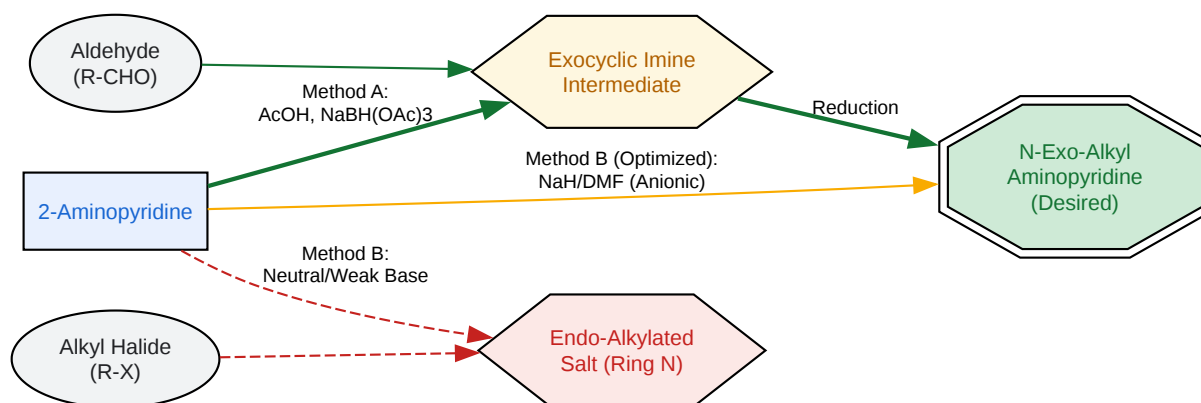 Aldehyde
(R-CHO)
Exocyclic Imine
Intermediate
Method A:
AcOH, NaBH(OAc)3
Reduction
N-Exo-Alkyl
Aminopyridine
(Desired)
Method B (Optimized):
NaH/DMF (Anionic)
2-Aminopyridine
Method B:
Neutral/Weak Base
Endo-Alkylated
Salt (Ring N)
Alkyl Halide
(R-X)